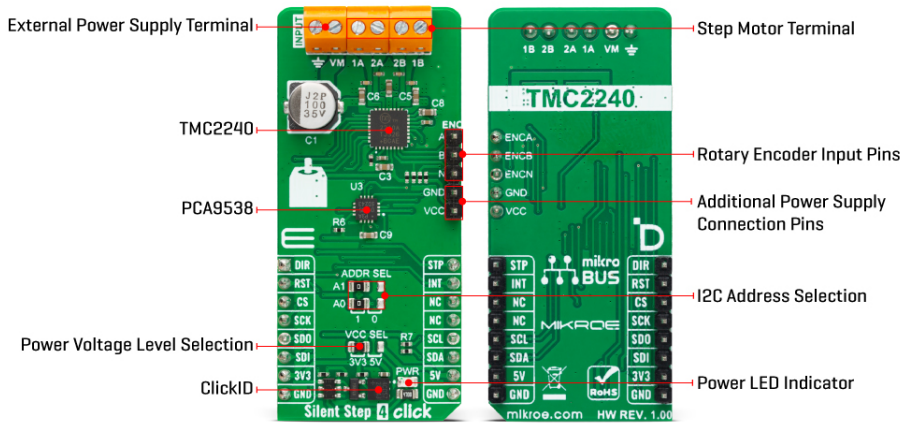 External Power Supply Terminal
INPUT
VM 1A 2A 2B 1B
Step Motor Terminal
1B 2B 2A 1A VM
J2P
100
35V
C1
C6
C5
C8
TMC2240
TMC2240
ENC
A
B
N
C3
ENCA
ENCB
ENCN
Rotary Encoder Input Pins
U3
GND
VCC
GND
VCC
Additional Power Supply
Connection Pins
PCA9538
R6
C9
DIR
RST
CS
SCK
SDO
SDI
3V3
GND
ADDR SEL
A1
A0
1 0
STP
INT
NC
NC
SCL
SDA
5V
GND
I2C Address Selection
VCC SEL
3V3 5V
R7
Power Voltage Level Selection
ClickID
PWR
Power LED Indicator
Silent Step 4 click
STP
INT
NC
NC
SCL
SDA
5V
GND
mikro
BUS
MIKROE
RoHS
DIR
RST
CS
SCK
SDO
SDI
3V3
GND
mikroe.com
HW REV. 1.00